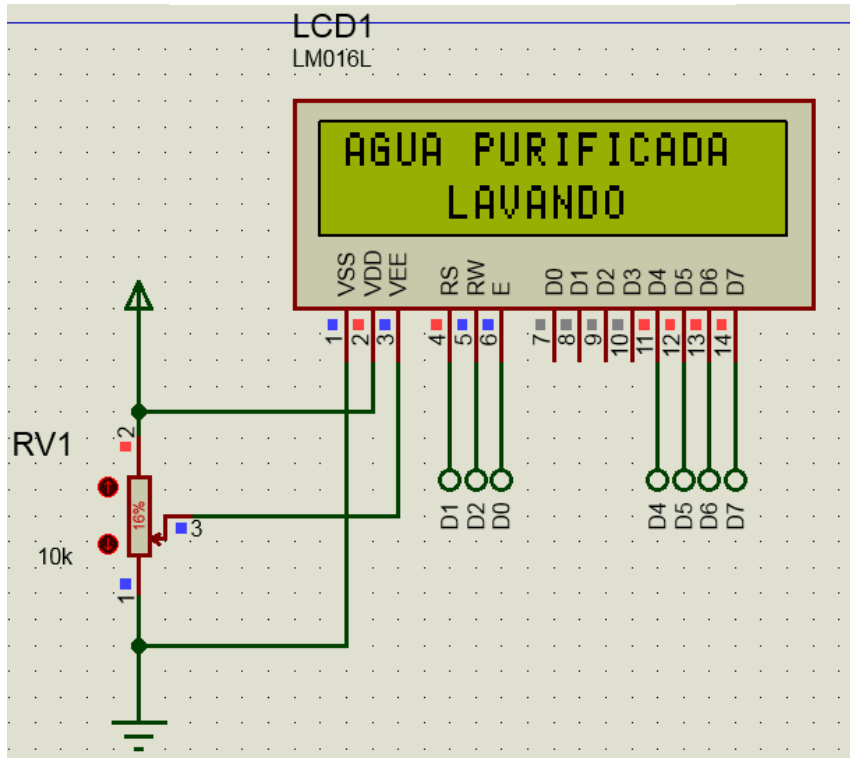 LCD1
LM016L
AGUA PURIFICADA
LAVANDO
VSS VDD VEE RS RW E D0 D1 D2 D3 D4 D5 D6 D7
1 2 3 4 5 6 7 8 9 10 11 12 13 14
2
RV1
16%
3
10k
1
D1 D2 D0 D4 D5 D6 D7